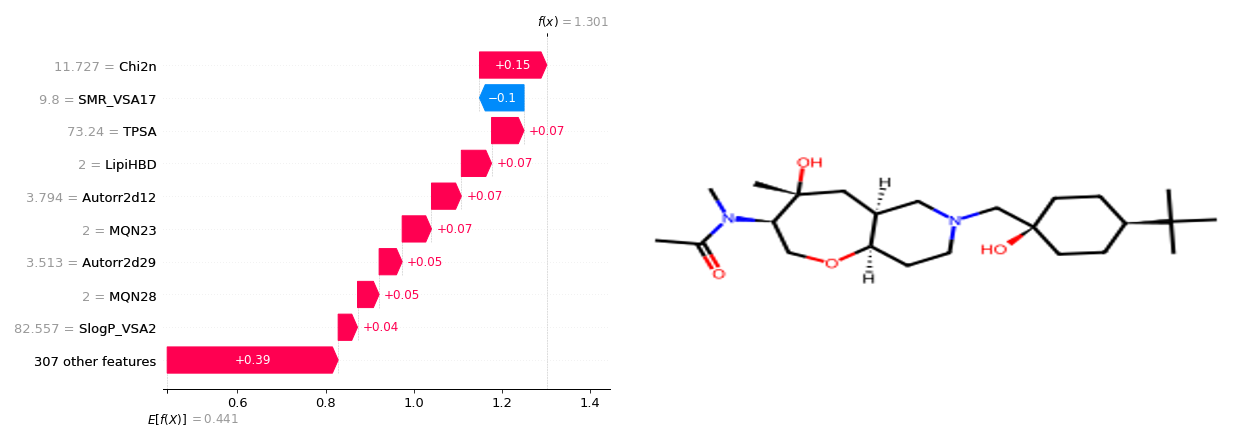 f(x) = 1.301
11.727 = Chi2n
+0.15
9.8 = SMR_VSA17
−0.1
73.24 = TPSA
+0.07
2 = LipiHBD
+0.07
3.794 = Autorr2d12
+0.07
2 = MQN23
+0.07
3.513 = Autorr2d29
+0.05
2 = MQN28
+0.05
82.557 = SlogP_VSA2
+0.04
307 other features
+0.39
0.6 0.8 1.0 1.2 1.4
E[f(X)] = 0.441
OH
H
N
N
HO
O
O
H